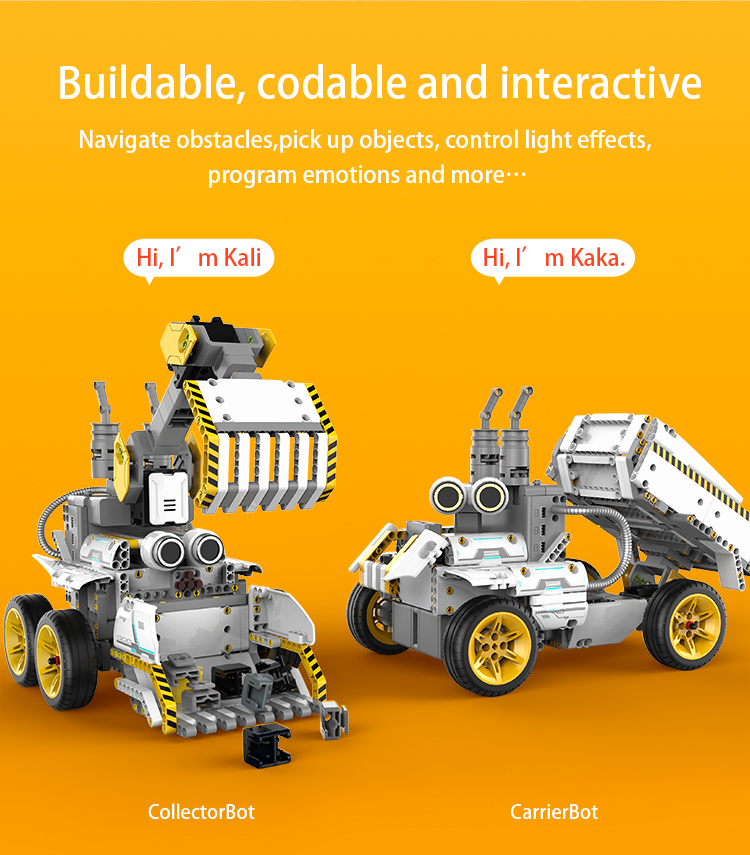 Buildable, codable and interactive
Navigate obstacles,pick up objects, control light effects,
program emotions and more…
Hi, I′ m Kali
Hi, I′ m Kaka.
CollectorBot
CarrierBot